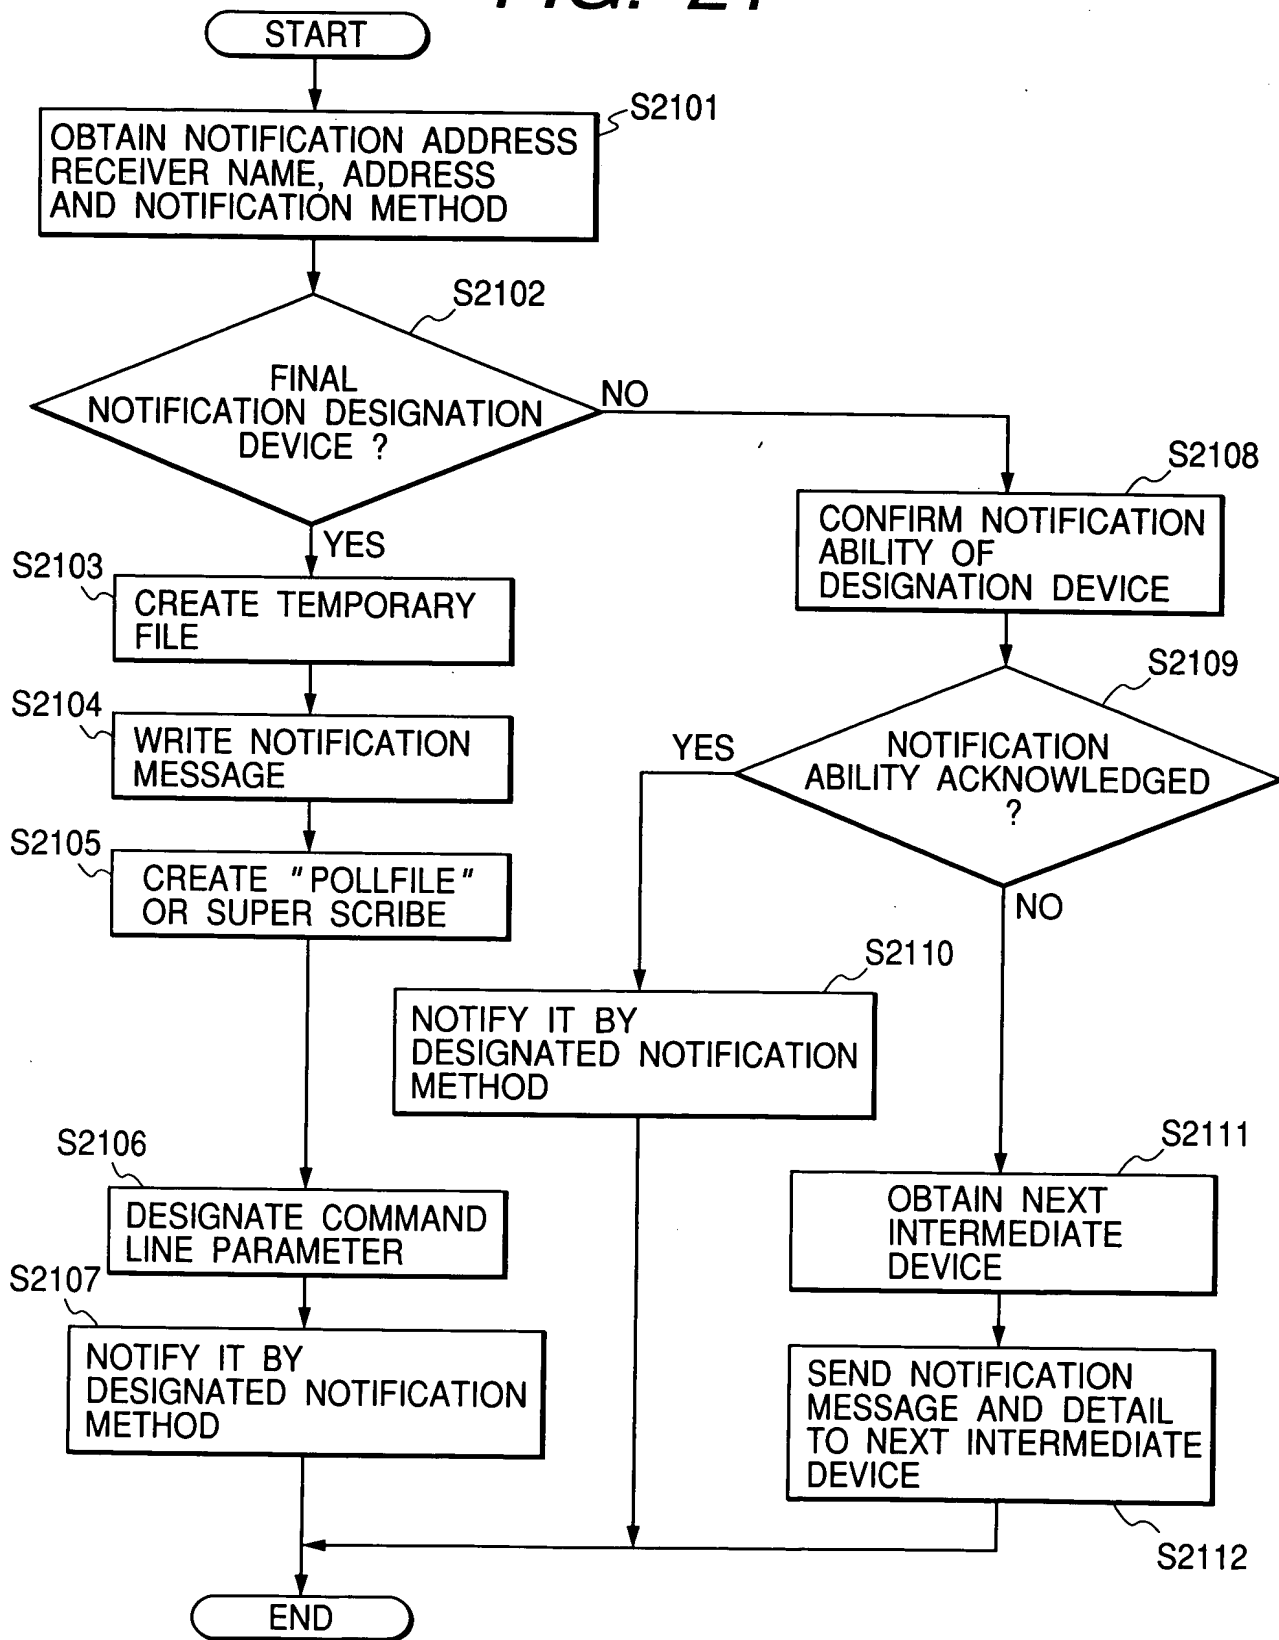 FIG. 21
START
S2101
OBTAIN NOTIFICATION ADDRESS
RECEIVER NAME, ADDRESS
AND NOTIFICATION METHOD
S2102
FINAL
NOTIFICATION DESIGNATION
DEVICE ?
NO
YES
S2103
CREATE TEMPORARY
FILE
S2104
WRITE NOTIFICATION
MESSAGE
S2105
CREATE "POLLFILE"
OR SUPER SCRIBE
S2106
DESIGNATE COMMAND
LINE PARAMETER
S2107
NOTIFY IT BY
DESIGNATED NOTIFICATION
METHOD
S2108
CONFIRM NOTIFICATION
ABILITY OF
DESIGNATION DEVICE
S2109
NOTIFICATION
ABILITY ACKNOWLEDGED
?
YES
NO
S2110
NOTIFY IT BY
DESIGNATED NOTIFICATION
METHOD
S2111
OBTAIN NEXT
INTERMEDIATE
DEVICE
SEND NOTIFICATION
MESSAGE AND DETAIL
TO NEXT INTERMEDIATE
DEVICE
S2112
END